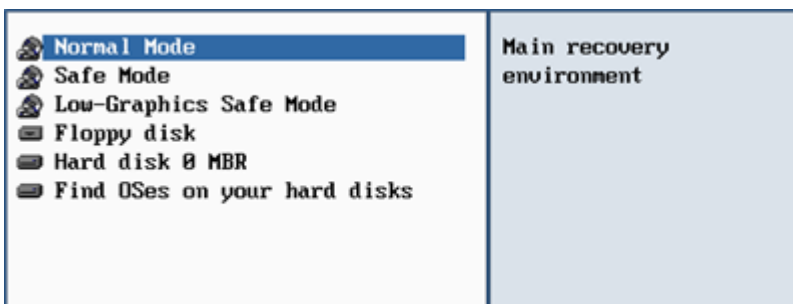 Normal Mode
Safe Mode
Low-Graphics Safe Mode
Floppy disk
Hard disk 0 MBR
Find OSes on your hard disks
Main recovery
environment